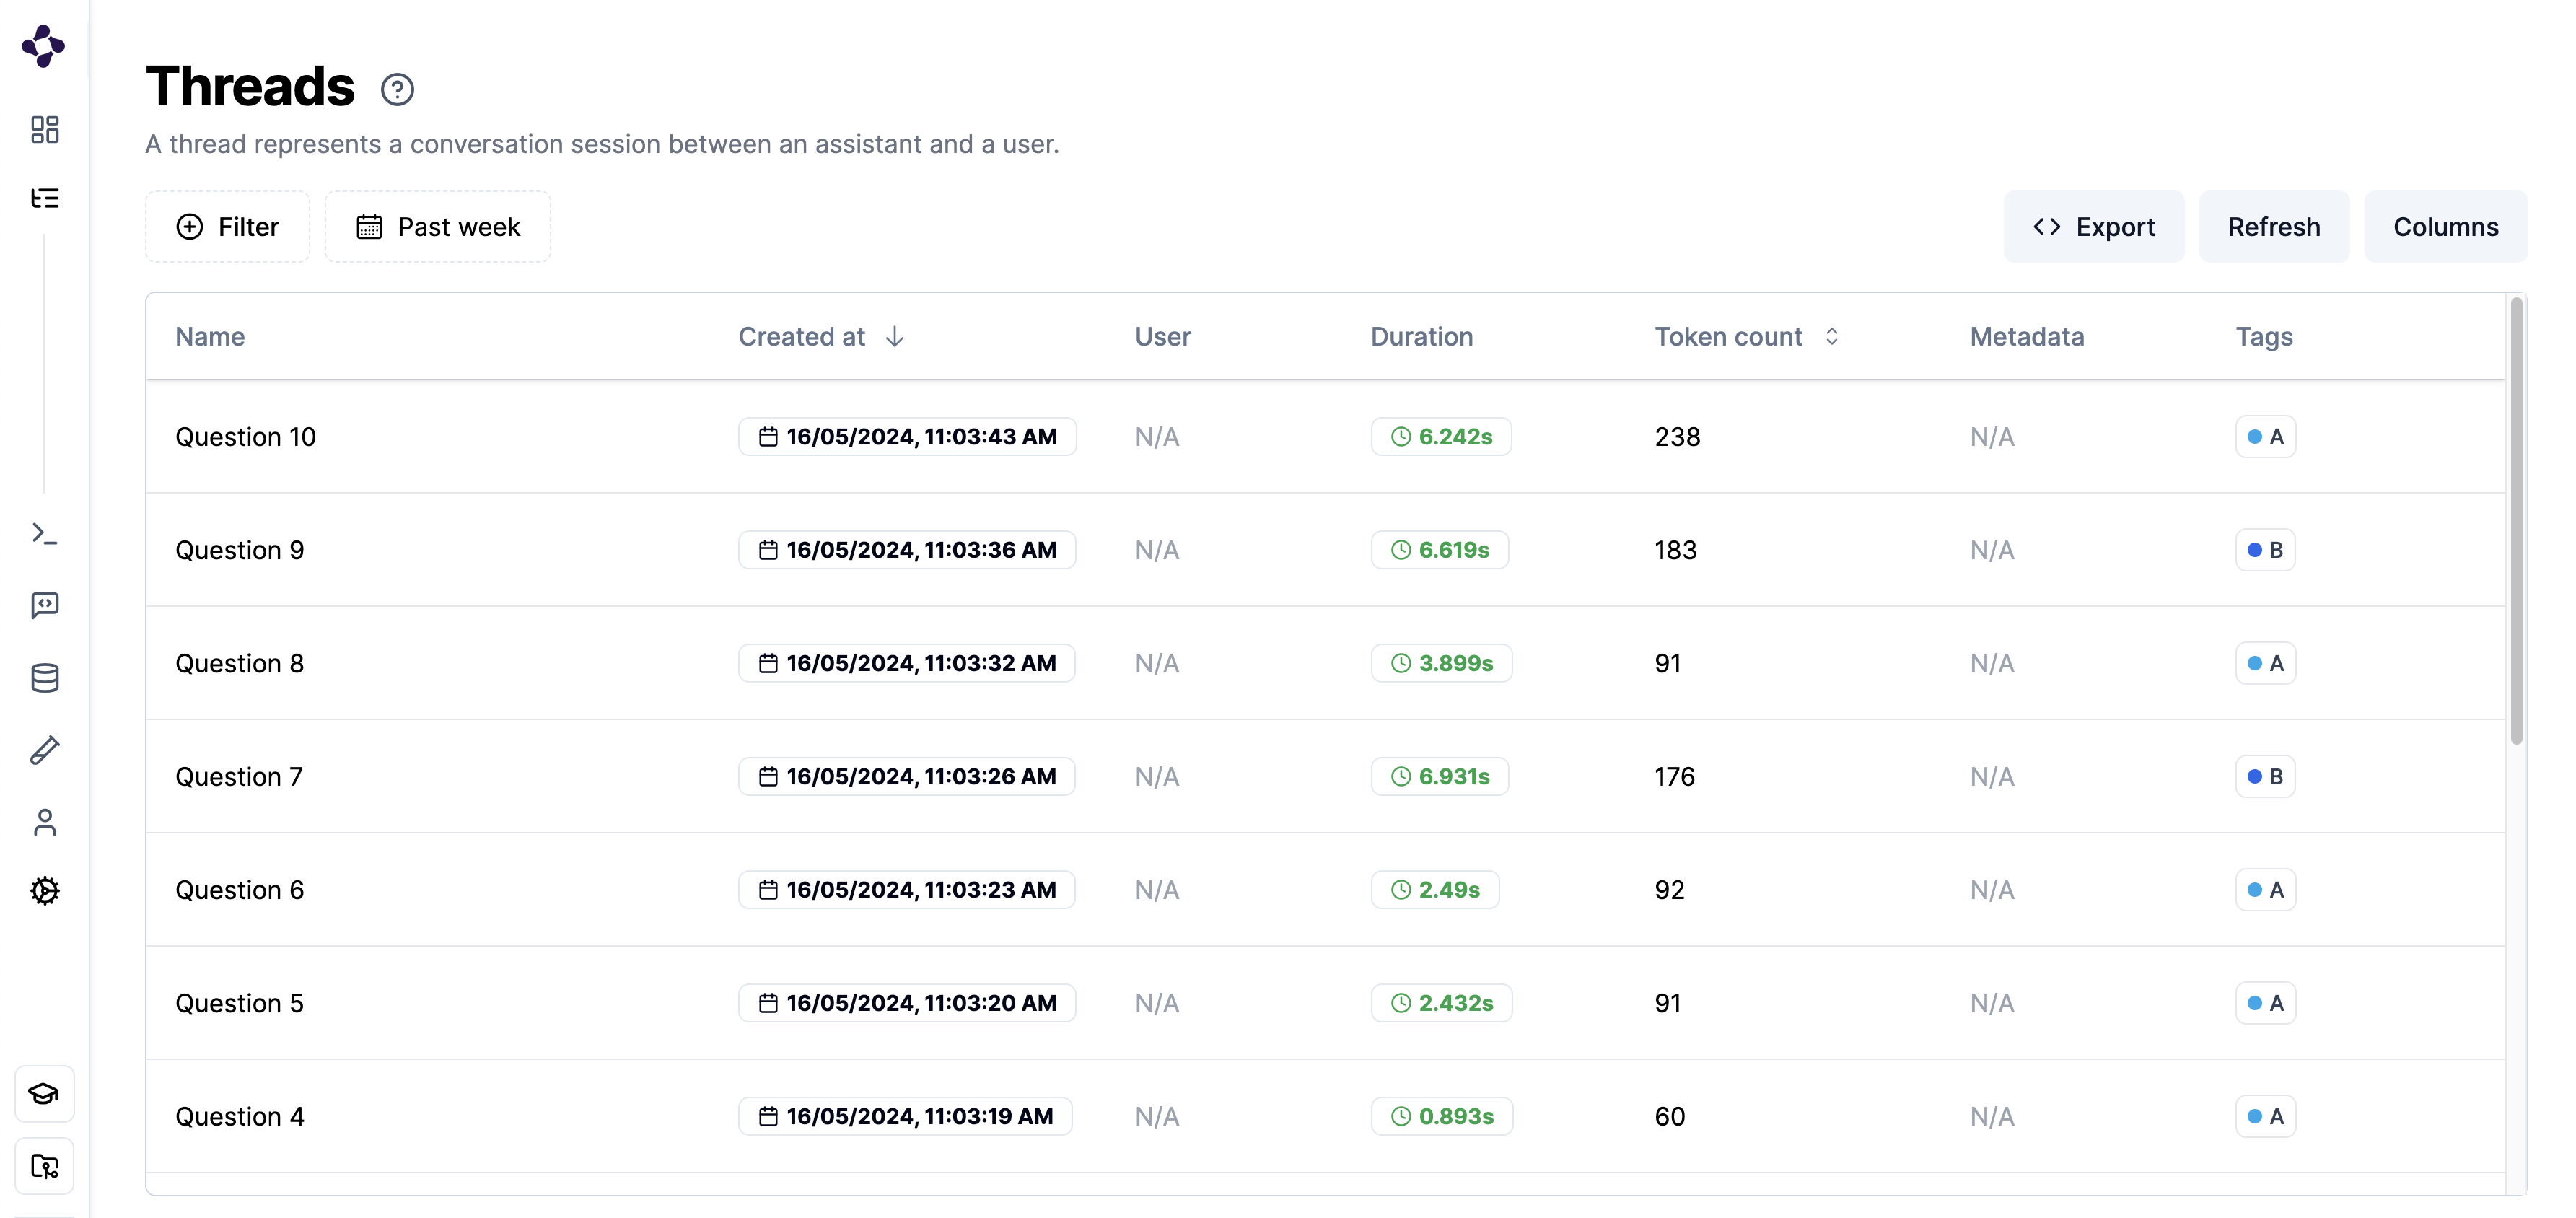 Threads
A thread represents a conversation session between an assistant and a user.
Filter Past week Export Refresh Columns
Name Created at User Duration Token count Metadata Tags
Question 10 16/05/2024, 11:03:43 AM N/A 6.242s 238 N/A A
Question 9 16/05/2024, 11:03:36 AM N/A 6.619s 183 N/A B
Question 8 16/05/2024, 11:03:32 AM N/A 3.899s 91 N/A A
Question 7 16/05/2024, 11:03:26 AM N/A 6.931s 176 N/A B
Question 6 16/05/2024, 11:03:23 AM N/A 2.49s 92 N/A A
Question 5 16/05/2024, 11:03:20 AM N/A 2.432s 91 N/A A
Question 4 16/05/2024, 11:03:19 AM N/A 0.893s 60 N/A A